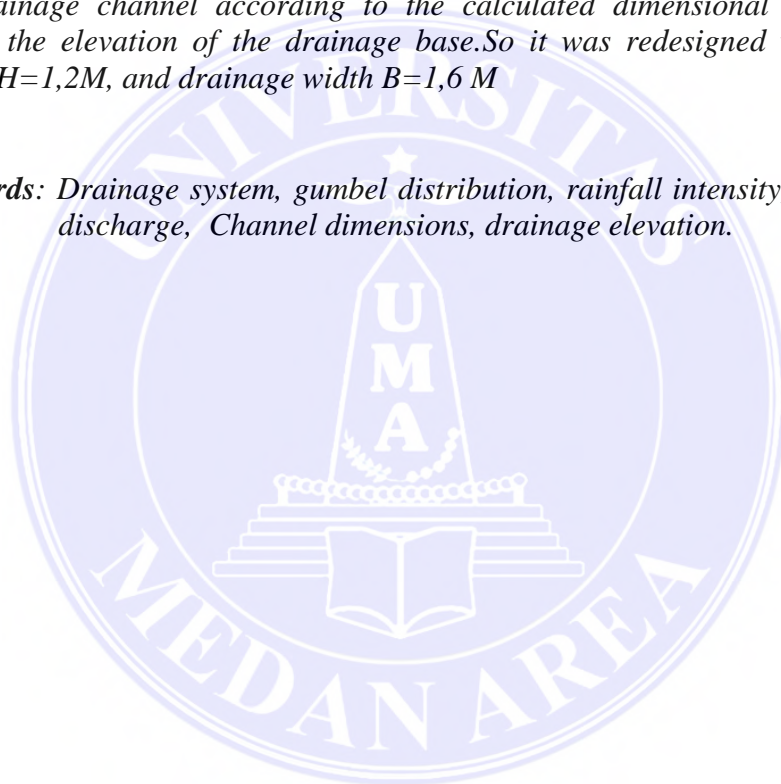 ainage channel according to the calculated dimensional
the elevation of the drainage base.So it was redesigned
H=1,2M, and drainage width B=1,6 M
rds: Drainage system, gumbel distribution, rainfall intensity
discharge, Channel dimensions, drainage elevation.
UNIVERSITAS
U
M
A
MEDAN AREA